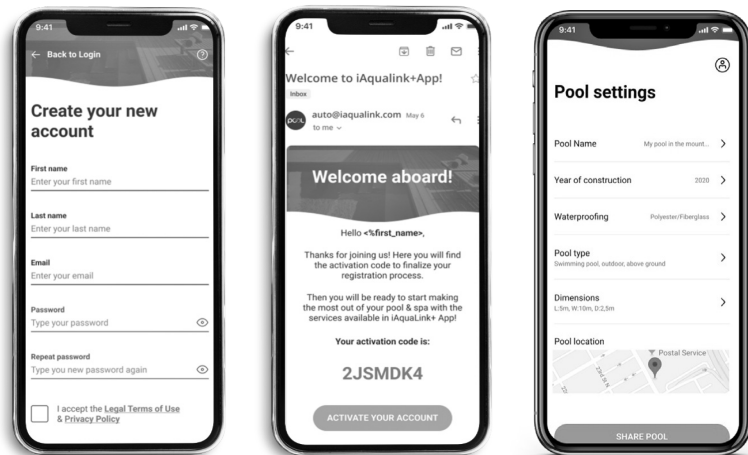 9:41
Back to Login
Create your new
account
First name
Enter your first name
Last name
Enter your last name
Email
Enter your email
Password
Type your password
Repeat password
Type you new password again
I accept the Legal Terms of Use
& Privacy Policy
9:41
Welcome to iAqualink+App!
Inbox
auto@iaqualink.com May 6
to me
Welcome aboard!
Hello <%first_name>,
Thanks for joining us! Here you will find
the activation code to finalize your
registration process.
Then you will be ready to start making
the most out of your pool & spa with the
services available in iAquaLink+ App!
Your activation code is:
2JSMDK4
ACTIVATE YOUR ACCOUNT
9:41
Pool settings
Pool Name My pool in the mount...
Year of construction 2020
Waterproofing Polyester/Fiberglass
Pool type
Swimming pool, outdoor, above ground
Dimensions
L:5m, W:10m, D:2,5m
Pool location
Postal Service
23rd St
SHARE POOL